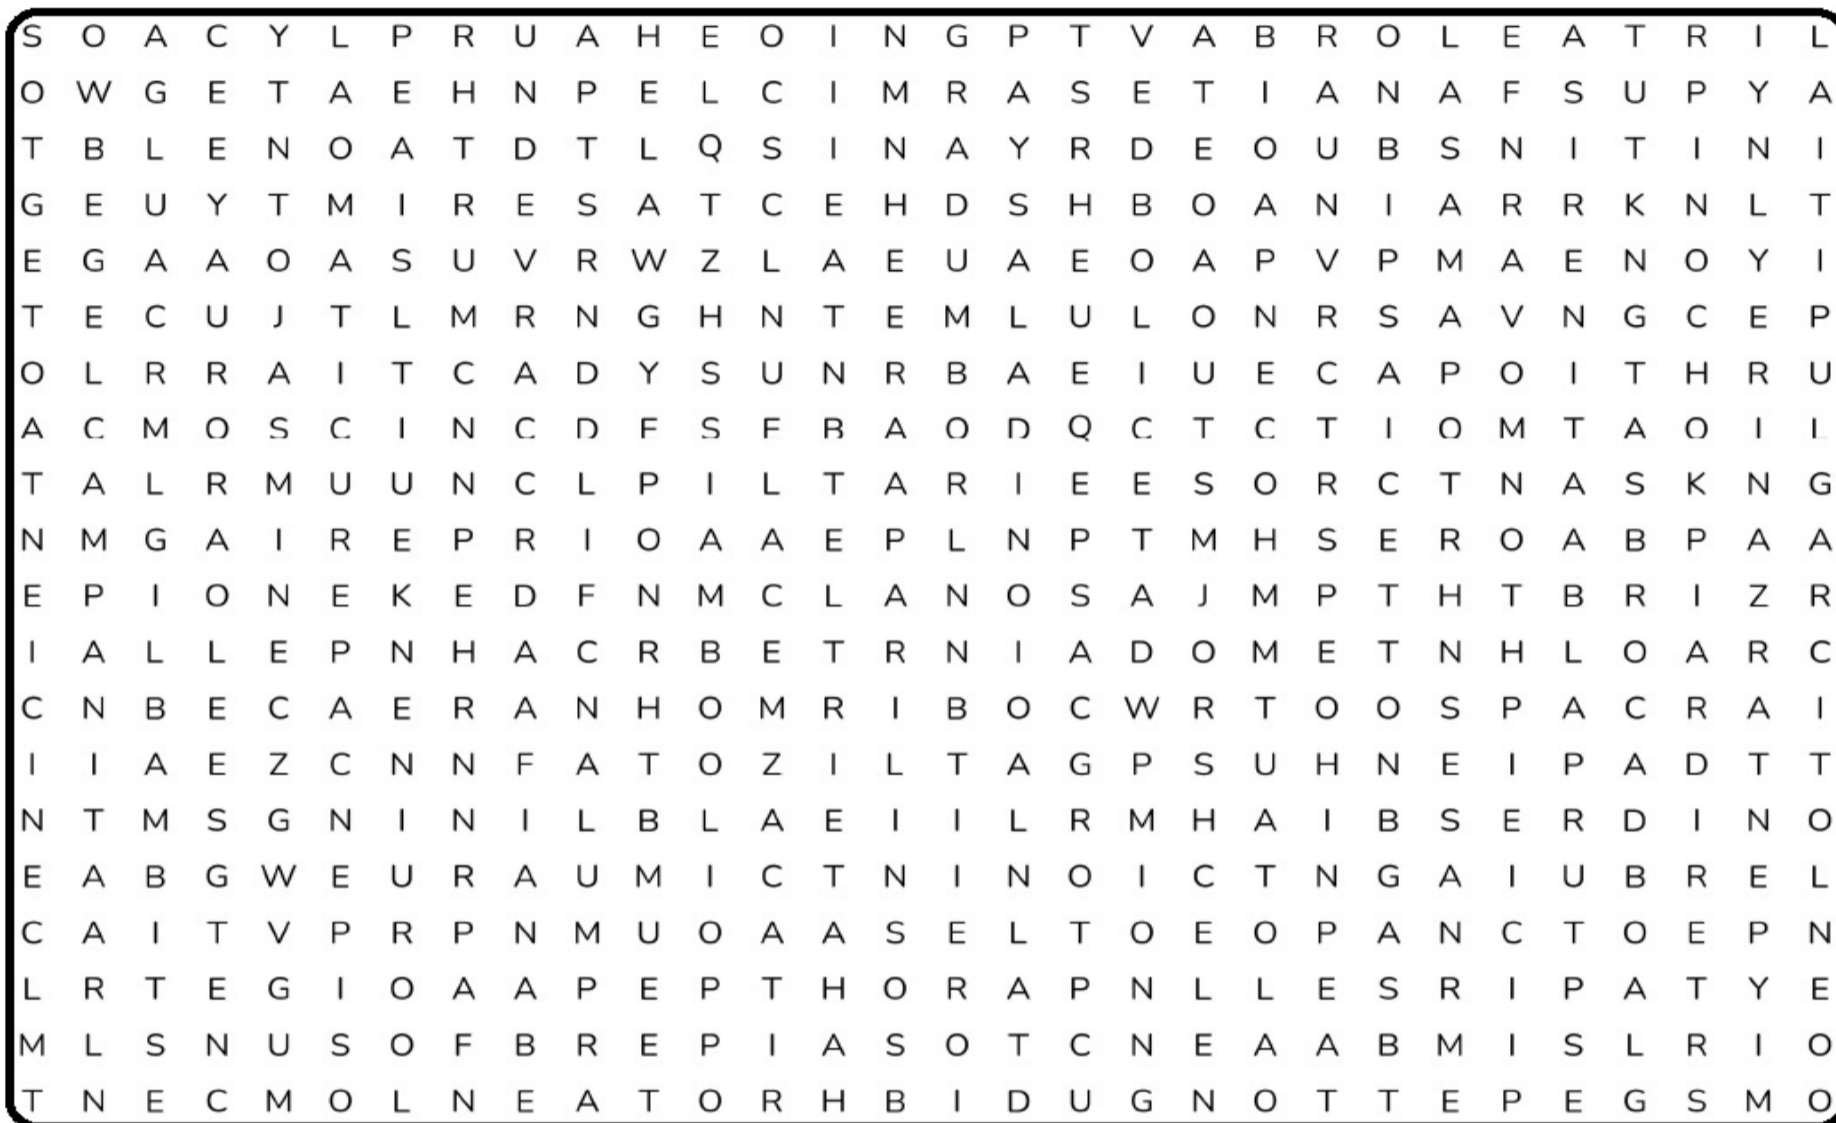 S O A C Y L P R U A H E O I N G P T V A B R O L E A T R I L
O W G E T A E H N P E L C I M R A S E T I A N A F S U P Y A
T B L E N O A T D T L Q S I N A Y R D E O U B S N I T I N I
G E U Y T M I R E S A T C E H D S H B O A N I A R R K N L T
E G A A O A S U V R W Z L A E U A E O A P V P M A E N O Y I
T E C U J T L M R N G H N T E M L U L O N R S A V N G C E P
O L R R A I T C A D Y S U N R B A E I U E C A P O I T H R U
A C M O S C I N C D F S F B A O D Q C T C T I O M T A O I L
T A L R M U U N C L P I L T A R I E E S O R C T N A S K N G
N M G A I R E P R I O A A E P L N P T M H S E R O A B P A A
E P I O N E K E D F N M C L A N O S A J M P T H T B R I Z R
I A L L E P N H A C R B E T R N I A D O M E T N H L O A R C
C N B E C A E R A N H O M R I B O C W R T O O S P A C R A I
I I A E Z C N N F A T O Z I L T A G P S U H N E I P A D T T
N T M S G N I N I L B L A E I I L R M H A I B S E R D I N O
E A B G W E U R A U M I C T N I N O I C T N G A I U B R E L
C A I T V P R P N M U O A A S E L T O E O P A N C T O E P N
L R T E G I O A A P E P T H O R A P N L L E S R I P A T Y E
M L S N U S O F B R E P I A S O T C N E A A B M I S L R I O
T N E C M O L N E A T O R H B I D U G N O T T E P E G S M O